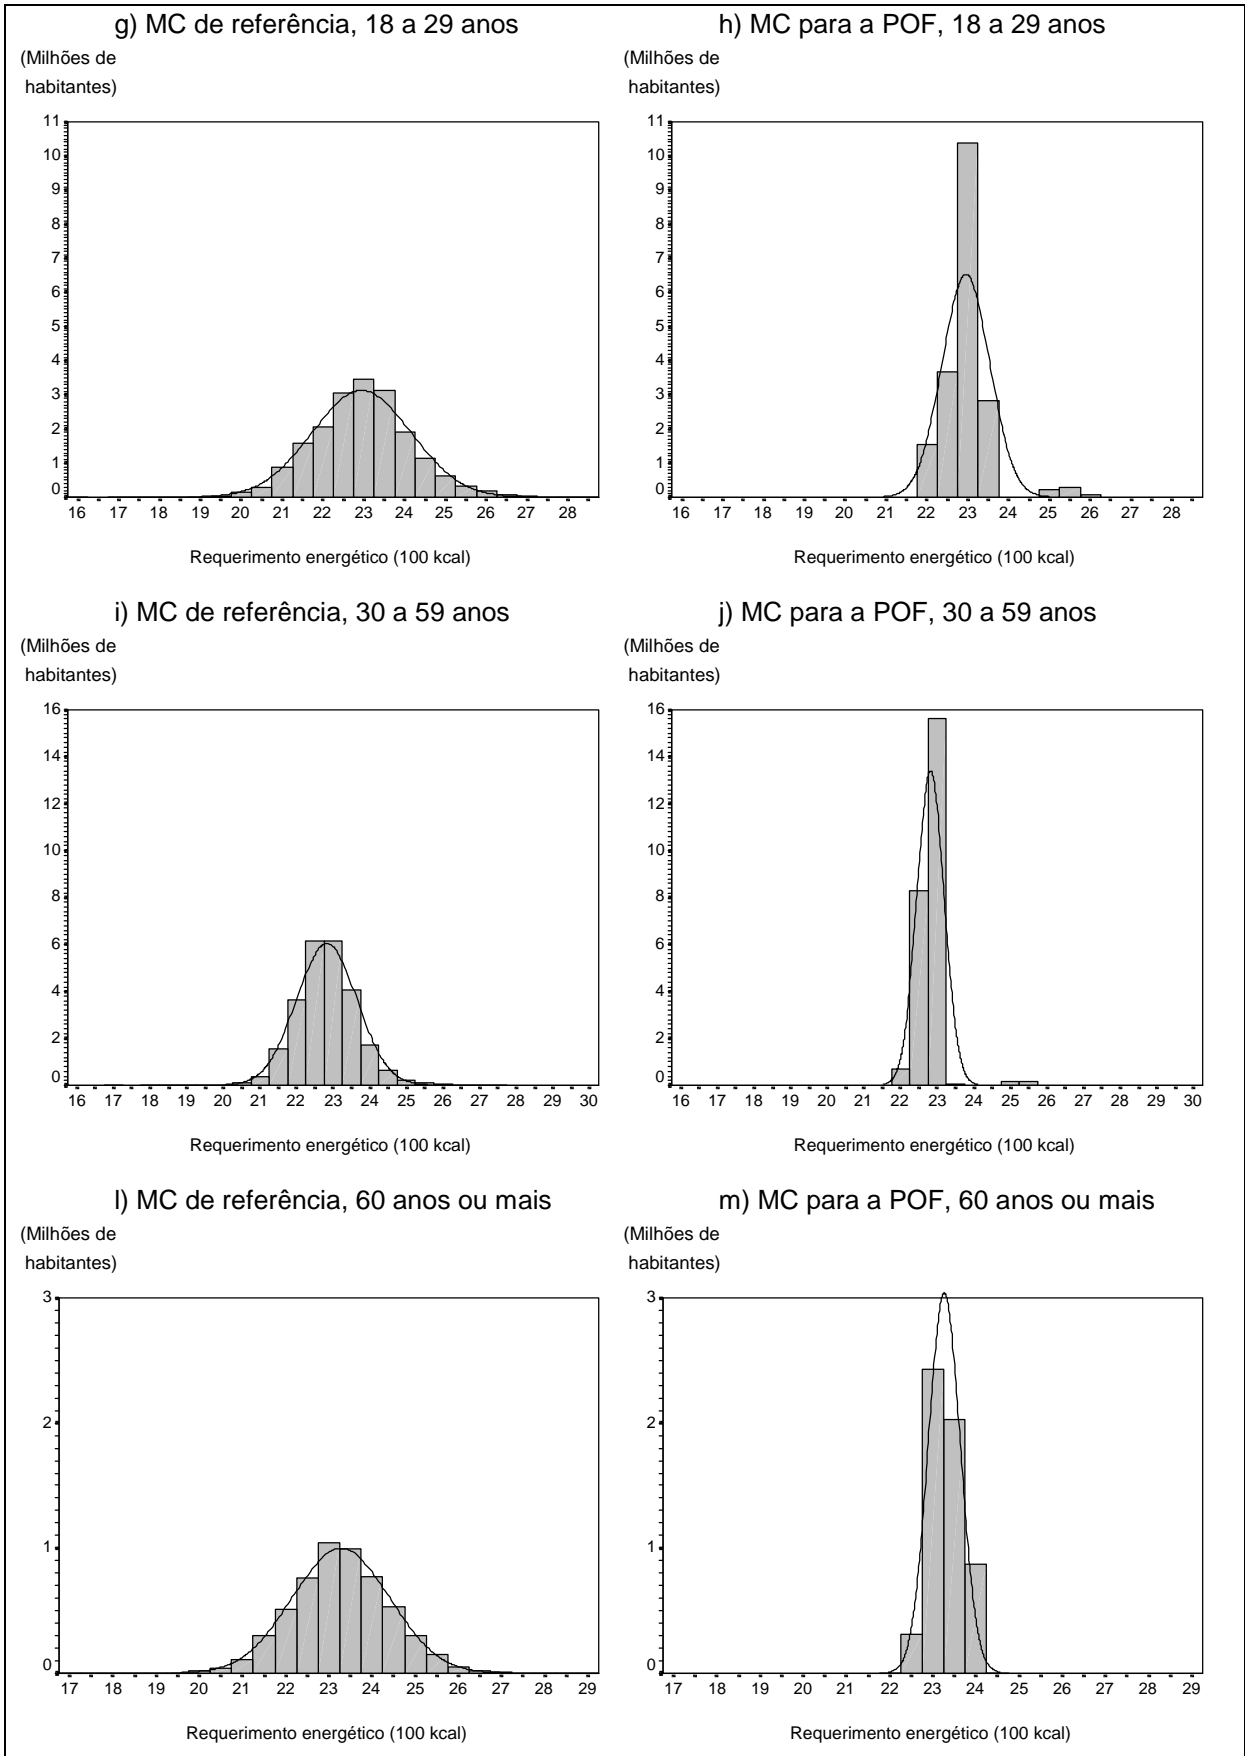 g) MC de referência, 18 a 29 anos
(Milhões de
habitantes)
11
10
9
8
7
6
5
4
3
2
1
0
16 17 18 19 20 21 22 23 24 25 26 27 28
Requerimento energético (100 kcal)
h) MC para a POF, 18 a 29 anos
(Milhões de
habitantes)
11
10
9
8
7
6
5
4
3
2
1
0
16 17 18 19 20 21 22 23 24 25 26 27 28
Requerimento energético (100 kcal)
i) MC de referência, 30 a 59 anos
(Milhões de
habitantes)
16
14
12
10
8
6
4
2
0
16 17 18 19 20 21 22 23 24 25 26 27 28 29 30
Requerimento energético (100 kcal)
j) MC para a POF, 30 a 59 anos
(Milhões de
habitantes)
16
14
12
10
8
6
4
2
0
16 17 18 19 20 21 22 23 24 25 26 27 28 29 30
Requerimento energético (100 kcal)
l) MC de referência, 60 anos ou mais
(Milhões de
habitantes)
3
2
1
0
17 18 19 20 21 22 23 24 25 26 27 28 29
Requerimento energético (100 kcal)
m) MC para a POF, 60 anos ou mais
(Milhões de
habitantes)
3
2
1
0
17 18 19 20 21 22 23 24 25 26 27 28 29
Requerimento energético (100 kcal)